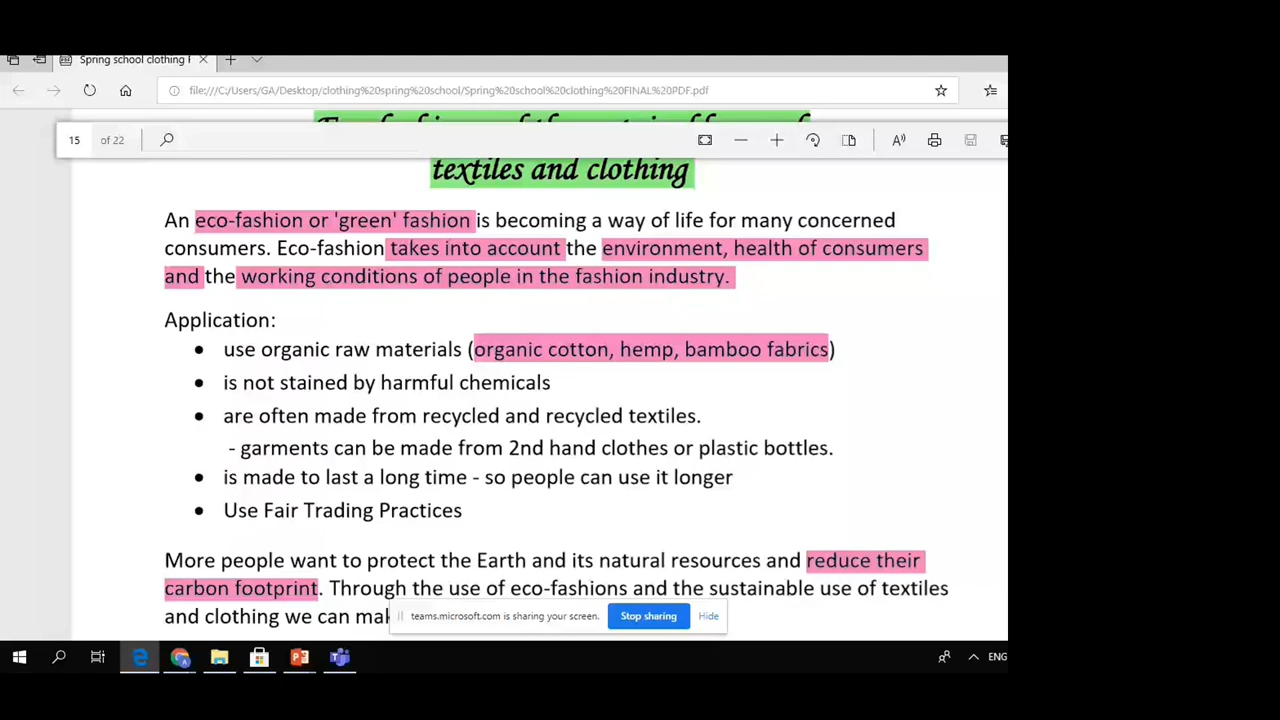 Spring school clothing F
file:///C:/Users/GA/Desktop/clothing%20spring%20school/Spring%20school%20clothing%20FINAL%20PDF.pdf
15 of 22
textiles and clothing
An eco-fashion or 'green' fashion is becoming a way of life for many concerned
consumers. Eco-fashion takes into account the environment, health of consumers
and the working conditions of people in the fashion industry.
Application:
• use organic raw materials (organic cotton, hemp, bamboo fabrics)
• is not stained by harmful chemicals
• are often made from recycled and recycled textiles.
- garments can be made from 2nd hand clothes or plastic bottles.
• is made to last a long time - so people can use it longer
• Use Fair Trading Practices
More people want to protect the Earth and its natural resources and reduce their
carbon footprint. Through the use of eco-fashions and the sustainable use of textiles
and clothing we can mak
teams.microsoft.com is sharing your screen. Stop sharing Hide
ENG